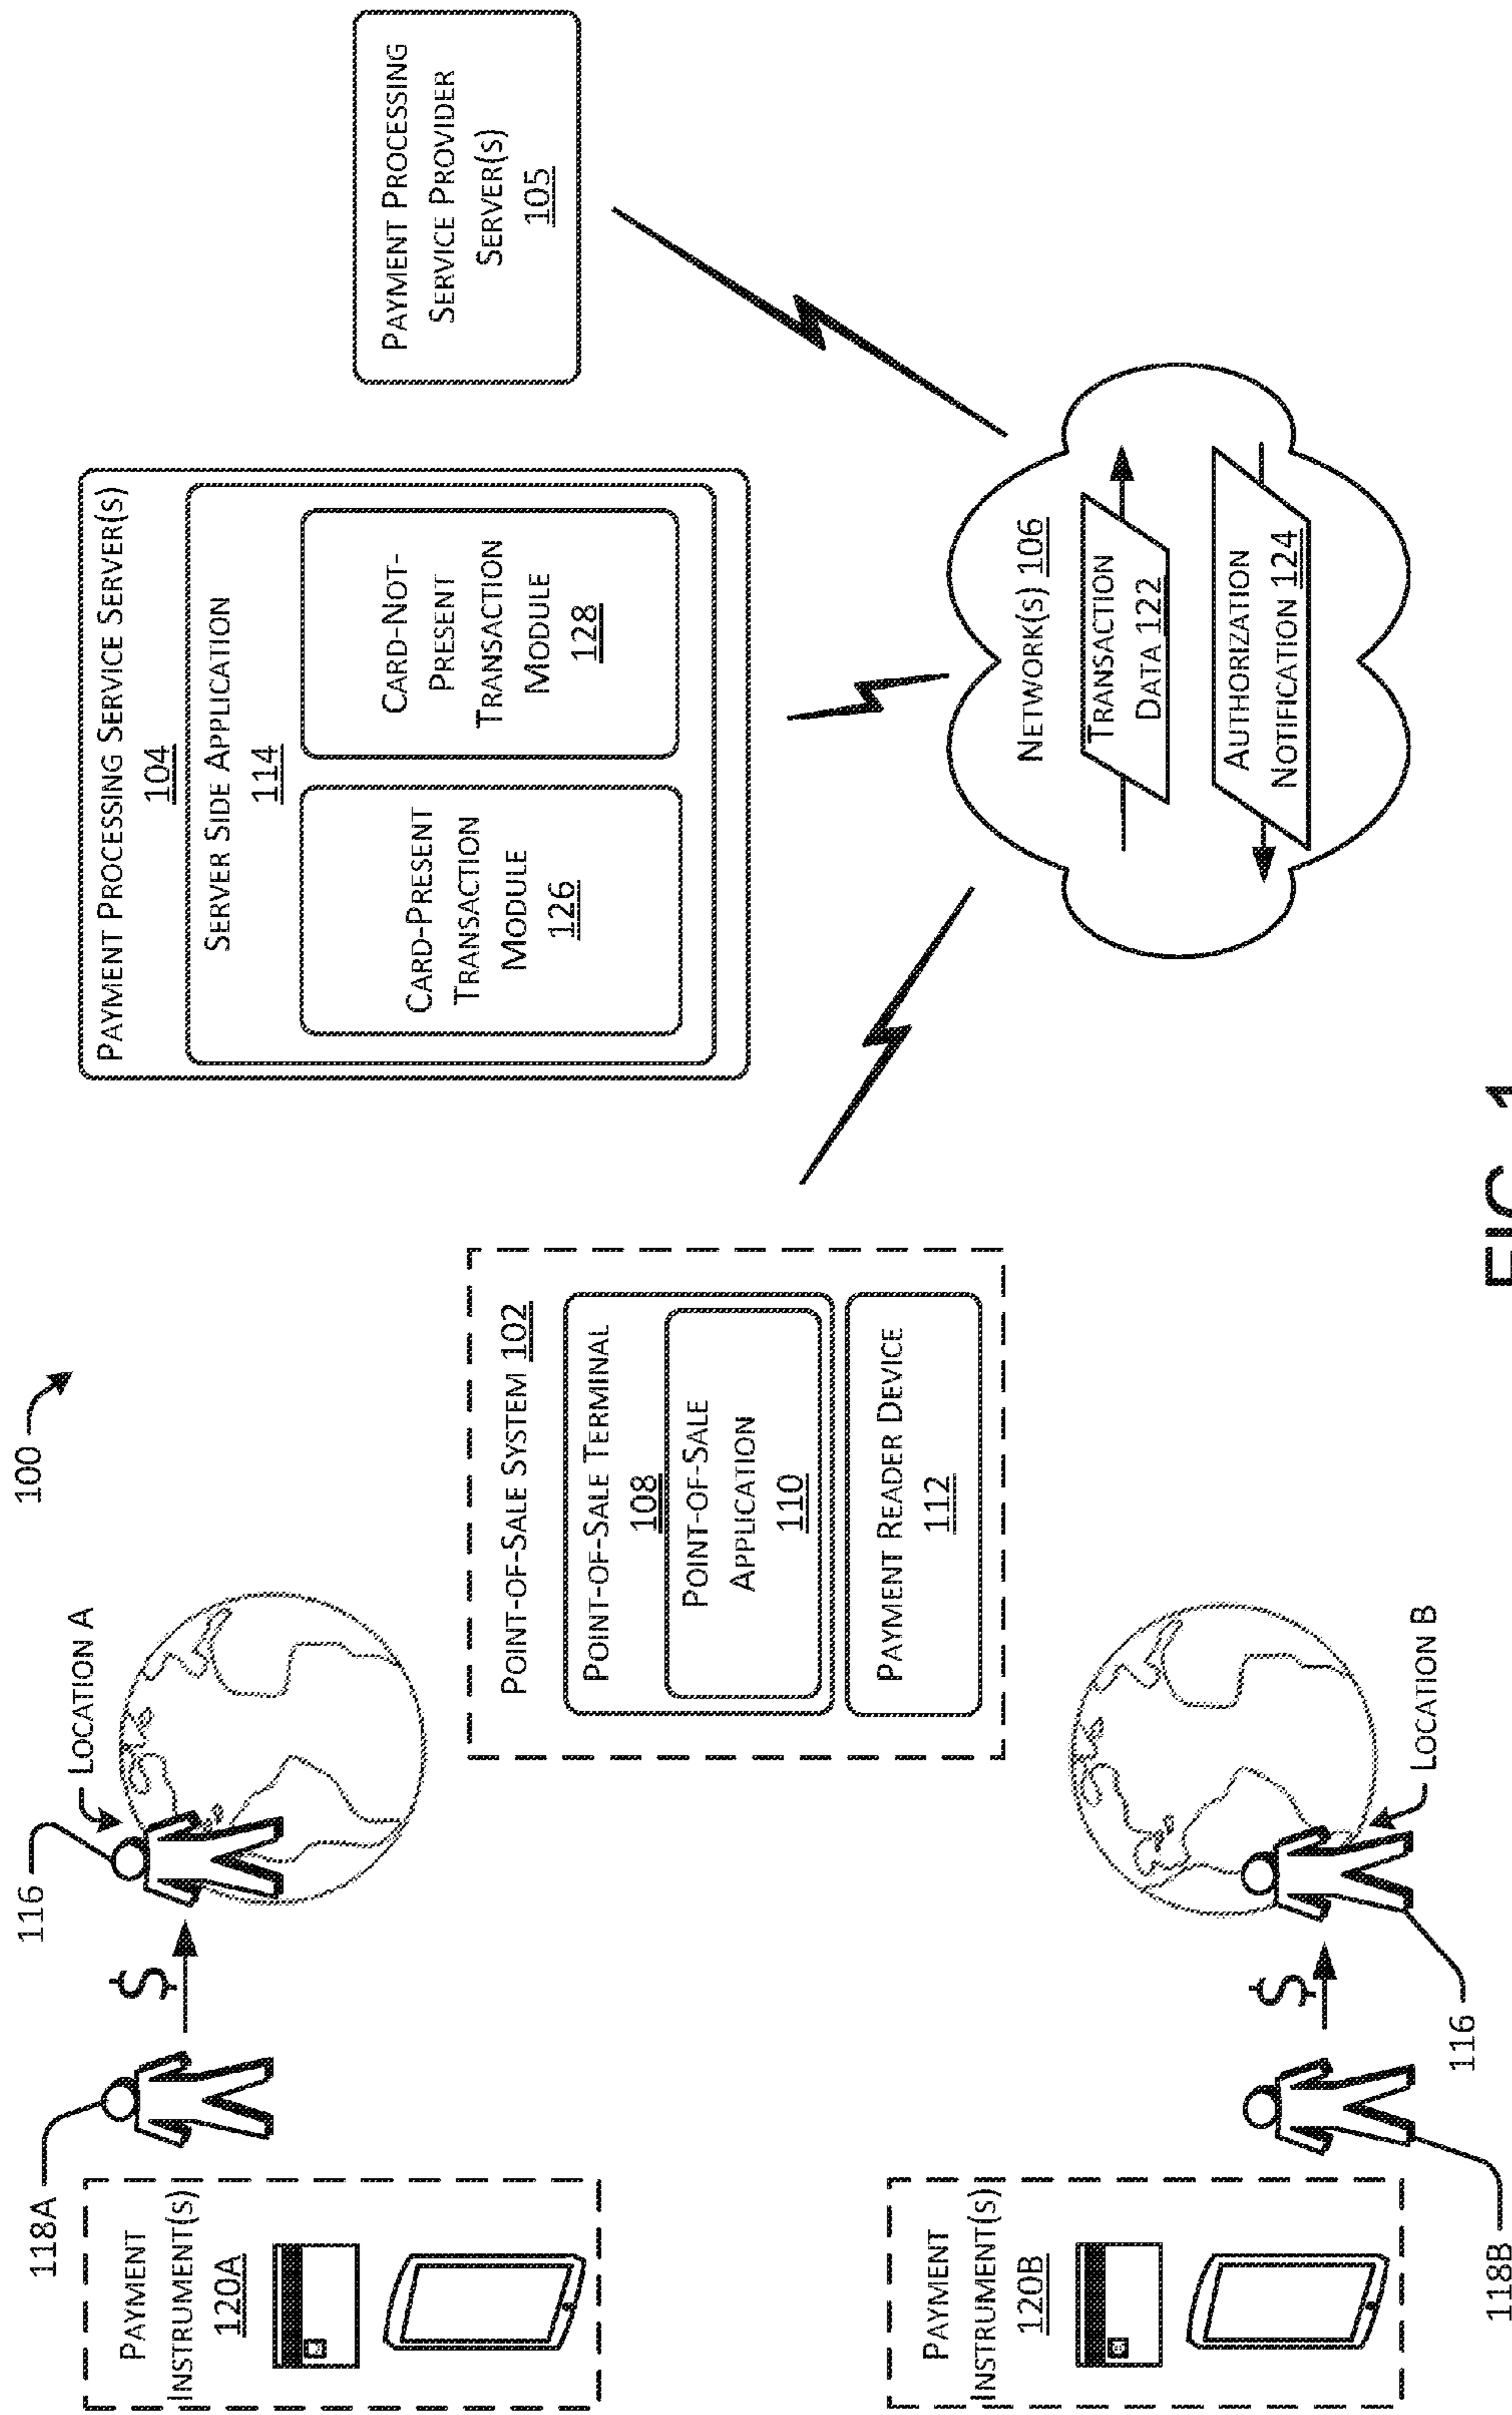 100
118A
116
LOCATION A
$
PAYMENT
INSTRUMENT(S)
120A
POINT-OF-SALE SYSTEM 102
POINT-OF-SALE TERMINAL
108
POINT-OF-SALE
APPLICATION
110
PAYMENT READER DEVICE
112
PAYMENT PROCESSING SERVICE SERVER(S)
104
SERVER SIDE APPLICATION
114
CARD-PRESENT
TRANSACTION
MODULE
126
CARD-NOT-
PRESENT
TRANSACTION
MODULE
128
PAYMENT PROCESSING
SERVICE PROVIDER
SERVER(S)
105
PAYMENT
INSTRUMENT(S)
120B
118B
$
116
LOCATION B
NETWORK(S) 106
TRANSACTION
DATA 122
AUTHORIZATION
NOTIFICATION 124
FIG. 1